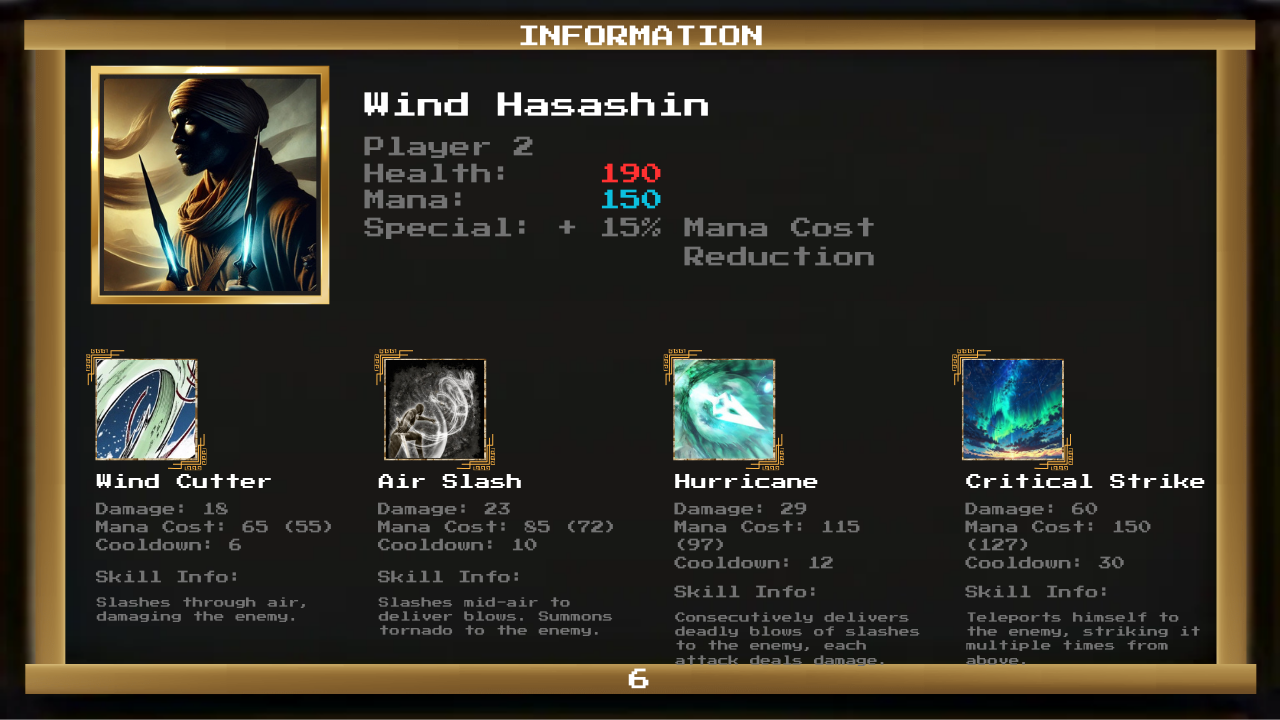 INFORMATION
Wind Hasashin
Player 2
Health: 190
Mana: 150
Special: + 15% Mana Cost
Reduction
Wind Cutter
Damage: 18
Mana Cost: 65 (55)
Cooldown: 6
Skill Info:
Slashes through air,
damaging the enemy.
Air Slash
Damage: 23
Mana Cost: 85 (72)
Cooldown: 10
Skill Info:
Slashes mid-air to
deliver blows. Summons
tornado to the enemy.
Hurricane
Damage: 29
Mana Cost: 115
(97)
Cooldown: 12
Skill Info:
Consecutively delivers
deadly blows of slashes
to the enemy, each
attack deals damage.
Critical Strike
Damage: 60
Mana Cost: 150
(127)
Cooldown: 30
Skill Info:
Teleports himself to
the enemy, striking it
multiple times from
above.
6